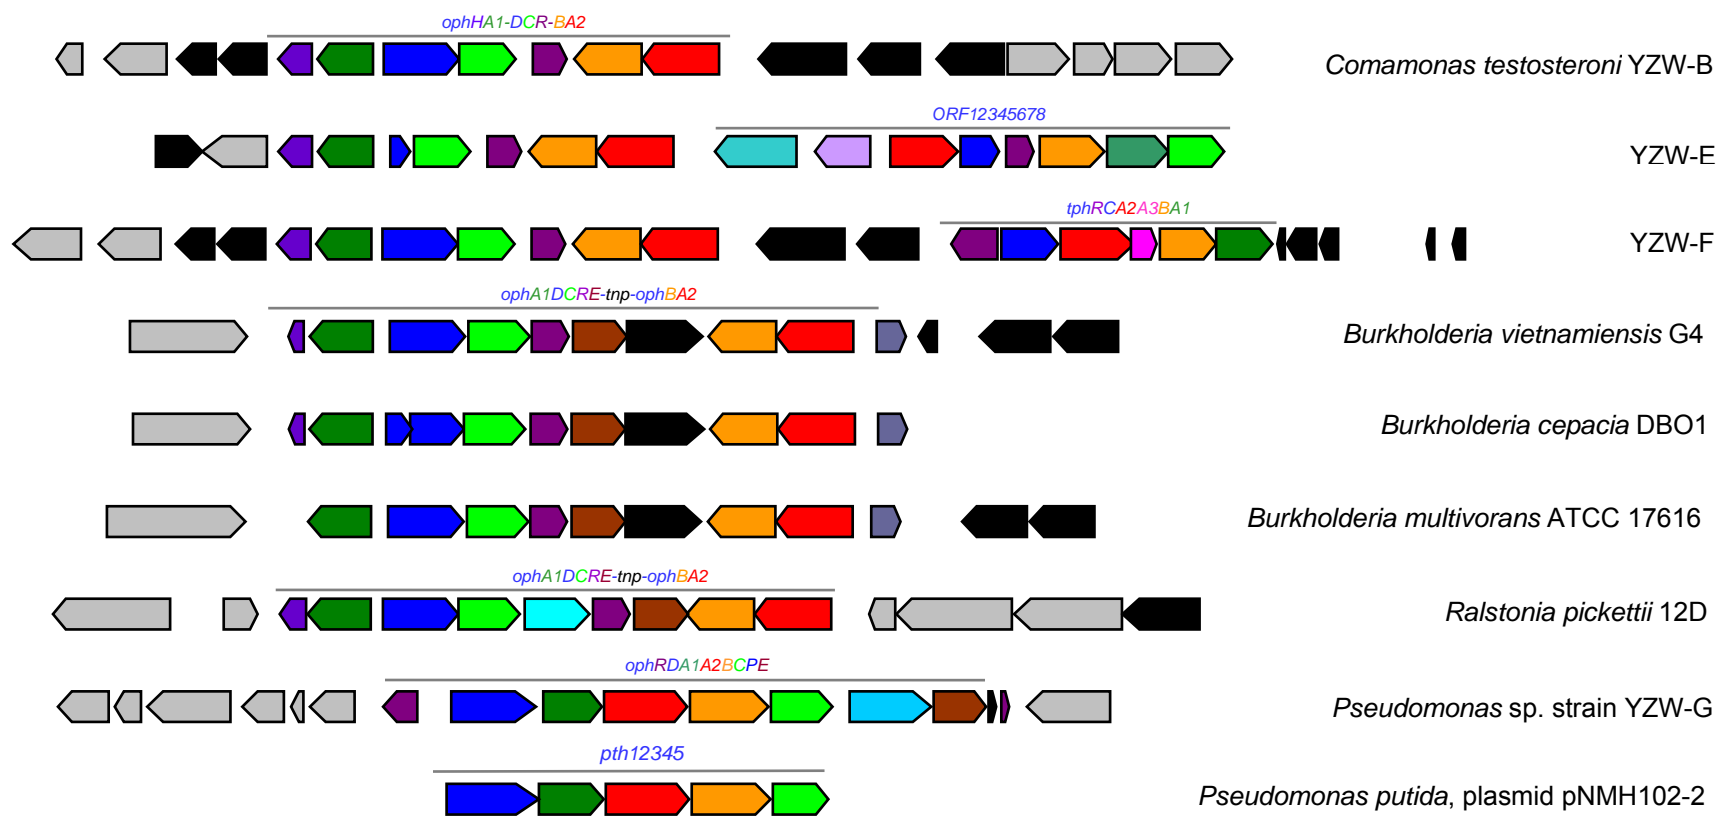 ophHA1-DCR-BA2
Comamonas testosteroni YZW-B
ORF12345678
YZW-E
tphRCA2A3BA1
YZW-F
ophA1DCRE-tnp-ophBA2
Burkholderia vietnamiensis G4
Burkholderia cepacia DBO1
Burkholderia multivorans ATCC 17616
ophA1DCRE-tnp-ophBA2
Ralstonia pickettii 12D
ophRDA1A2BCPE
Pseudomonas sp. strain YZW-G
pth12345
Pseudomonas putida, plasmid pNMH102-2